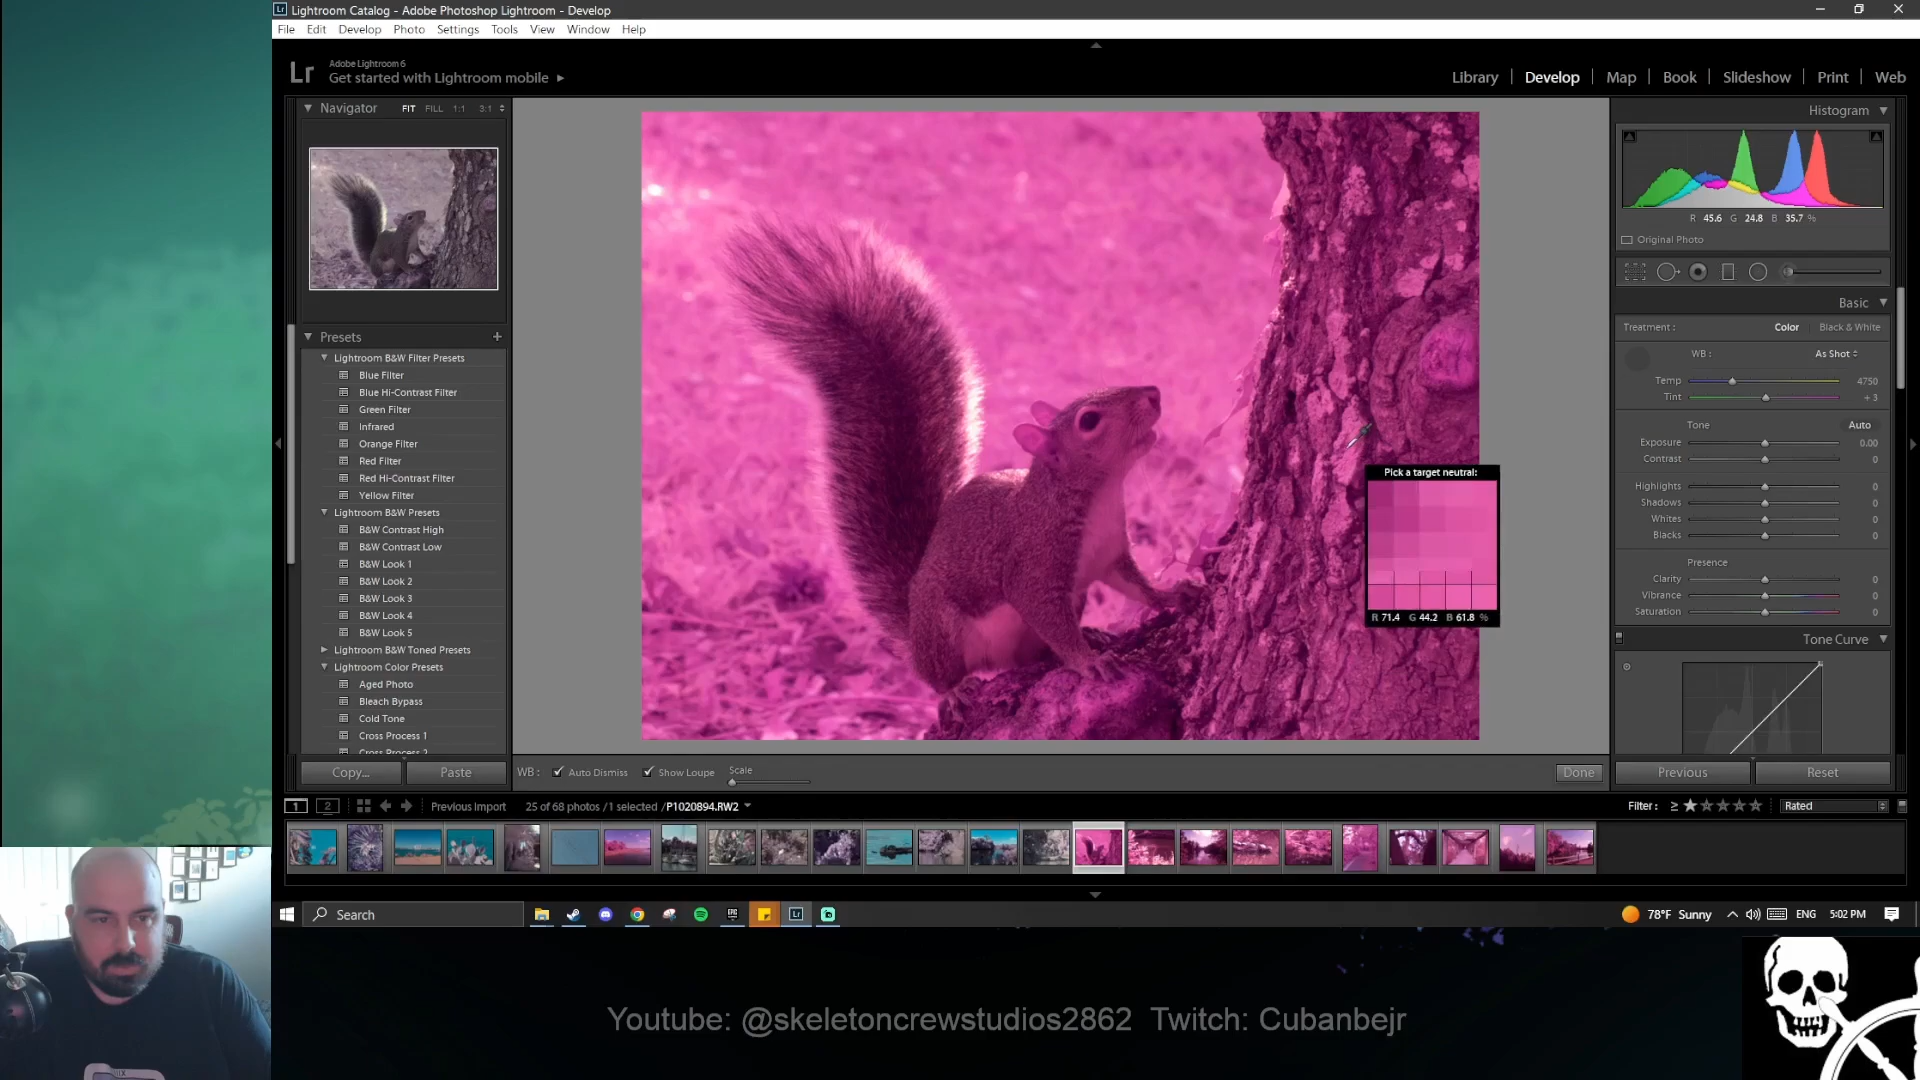 Lightroom Catalog - Adobe Photoshop Lightroom - Develop
File Edit Develop Photo Settings Tools View Window Help
Lr
Adobe Lightroom 6
Get started with Lightroom mobile
Library Develop Map Book Slideshow Print Web
Navigator FIT FILL 1:1 3:1
Histogram
R 45.6 G 24.8 B 35.7 %
Original Photo
Basic
Treatment : Color Black & White
WB : As Shot
Temp 4750
Tint + 3
Tone Auto
Exposure 0.00
Contrast 0
Highlights 0
Shadows 0
Whites 0
Blacks 0
Presence
Clarity 0
Vibrance 0
Saturation 0
Tone Curve
Presets +
Lightroom B&W Filter Presets
Blue Filter
Blue Hi-Contrast Filter
Green Filter
Infrared
Orange Filter
Red Filter
Red Hi-Contrast Filter
Yellow Filter
Lightroom B&W Presets
B&W Contrast High
B&W Contrast Low
B&W Look 1
B&W Look 2
B&W Look 3
B&W Look 4
B&W Look 5
Lightroom B&W Toned Presets
Lightroom Color Presets
Aged Photo
Bleach Bypass
Cold Tone
Cross Process 1
Cross Process 2
Pick a target neutral:
R 71.4 G 44.2 B 61.8 %
Copy... Paste
WB : Auto Dismiss Show Loupe Scale
Done
Previous Reset
1 2 Previous Import 25 of 68 photos /1 selected /P1020894.RW2
Filter : ≥ Rated
Search
EPIC
Lr
78°F Sunny ENG 5:02 PM
Youtube: @skeletoncrewstudios2862 Twitch: Cubanbejr